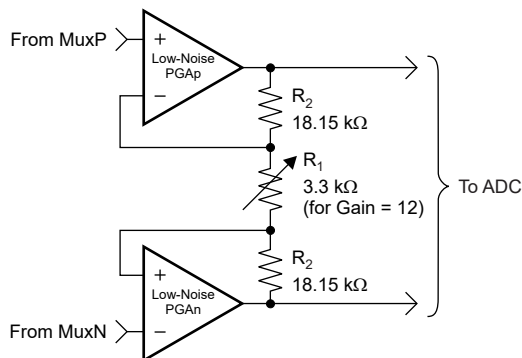 From MuxP
+
Low-Noise
PGAp
−
R2
18.15 kΩ
R1
3.3 kΩ
(for Gain = 12)
To ADC
R2
18.15 kΩ
+
Low-Noise
PGAn
−
From MuxN